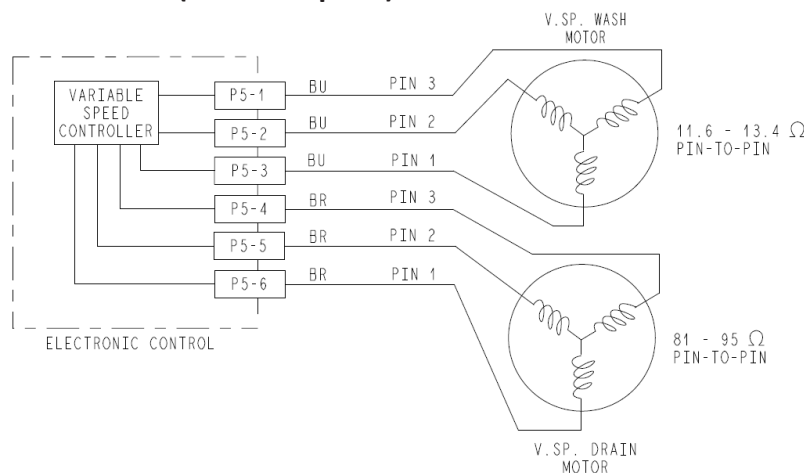 V.SP. WASH
MOTOR
VARIABLE
SPEED
CONTROLLER
P5-1 BU PIN 3
P5-2 BU PIN 2
P5-3 BU PIN 1
P5-4 BR PIN 3
P5-5 BR PIN 2
P5-6 BR PIN 1
11.6 - 13.4 Ω
PIN-TO-PIN
ELECTRONIC CONTROL
81 - 95 Ω
PIN-TO-PIN
V.SP. DRAIN
MOTOR